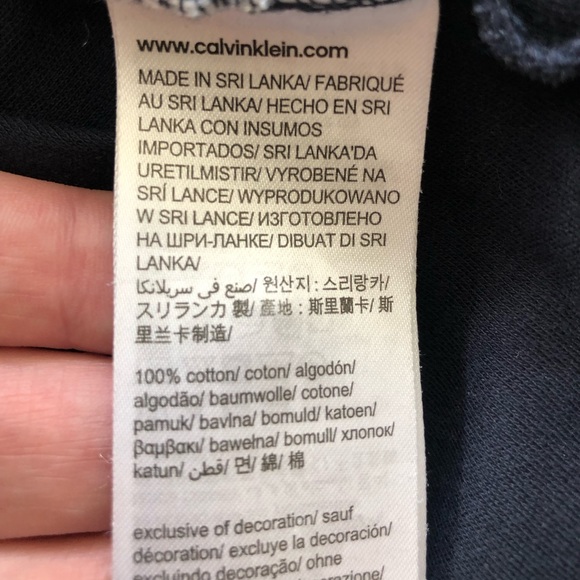 www.calvinklein.com
MADE IN SRI LANKA/ FABRIQUÉ
AU SRI LANKA/ HECHO EN SRI
LANKA CON INSUMOS
IMPORTADOS/ SRI LANKA'DA
URETILMISTIR/ VYROBENÉ NA
SRÍ LANCE/ WYPRODUKOWANO
W SRI LANCE/ ИЗГОТОВЛЕНО
НА ШРИ-ЛАНКЕ/ DIBUAT DI SRI
LANKA/
صنع في سريلانكا/ 원산지 : 스리랑카/
スリランカ 製/ 產地 : 斯里蘭卡/ 斯
里兰卡制造/
100% cotton/ coton/ algodón/
algodão/ baumwolle/ cotone/
pamuk/ bavlna/ bomuld/ katoen/
βαμβακι/ bawełna/ bomull/ хлопок/
katun/ قطن/ 면/ 綿/ 棉
exclusive of decoration/ sauf
décoration/ excluye la decoración/
excluindo decoração/ ohne